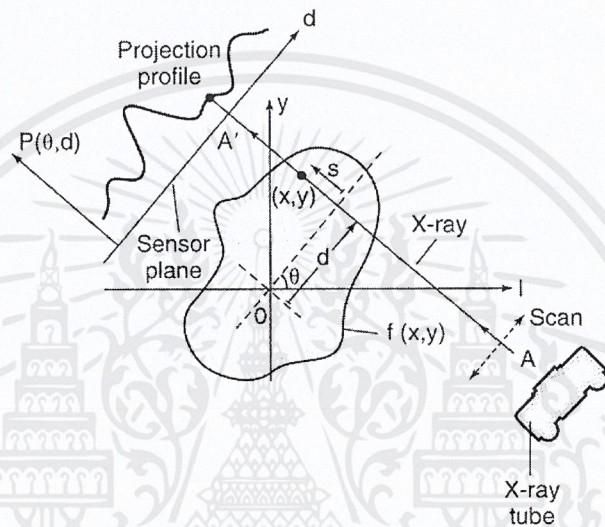 d
Projection
profile
y
P(θ,d)
A'
s
(x,y)
X-ray
Sensor
plane
d
θ
l
0
Scan
f (x,y)
A
X-ray
tube